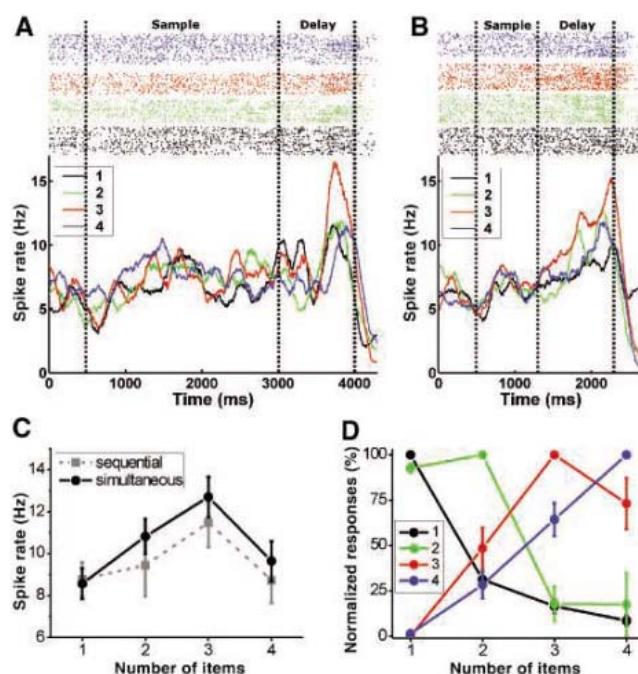 A
Sample
Delay
15
10
5
0
Spike rate (Hz)
1
2
3
4
0
1000
2000
3000
4000
Time (ms)
B
Sample
Delay
15
10
5
0
Spike rate (Hz)
1
2
3
4
0
1000
2000
Time (ms)
C
14
12
10
8
6
Spike rate (Hz)
sequential
simultaneous
1
2
3
4
Number of items
D
100
75
50
25
0
Normalized responses (%)
1
2
3
4
1
2
3
4
Number of items